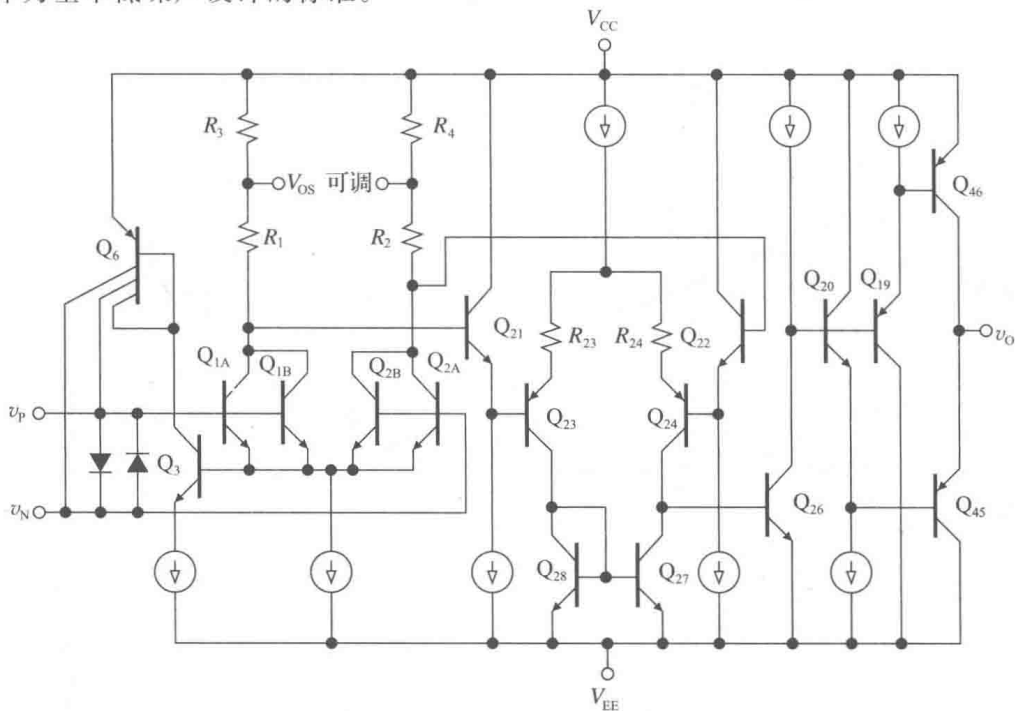 V_CC
R_3
R_4
V_OS 可调
Q_6
R_1
R_2
Q_20
Q_19
Q_46
Q_21
R_23
R_24
Q_22
v_O
Q_1A
Q_1B
Q_2B
Q_2A
v_P
Q_23
Q_24
Q_3
v_N
Q_26
Q_45
Q_28
Q_27
V_EE